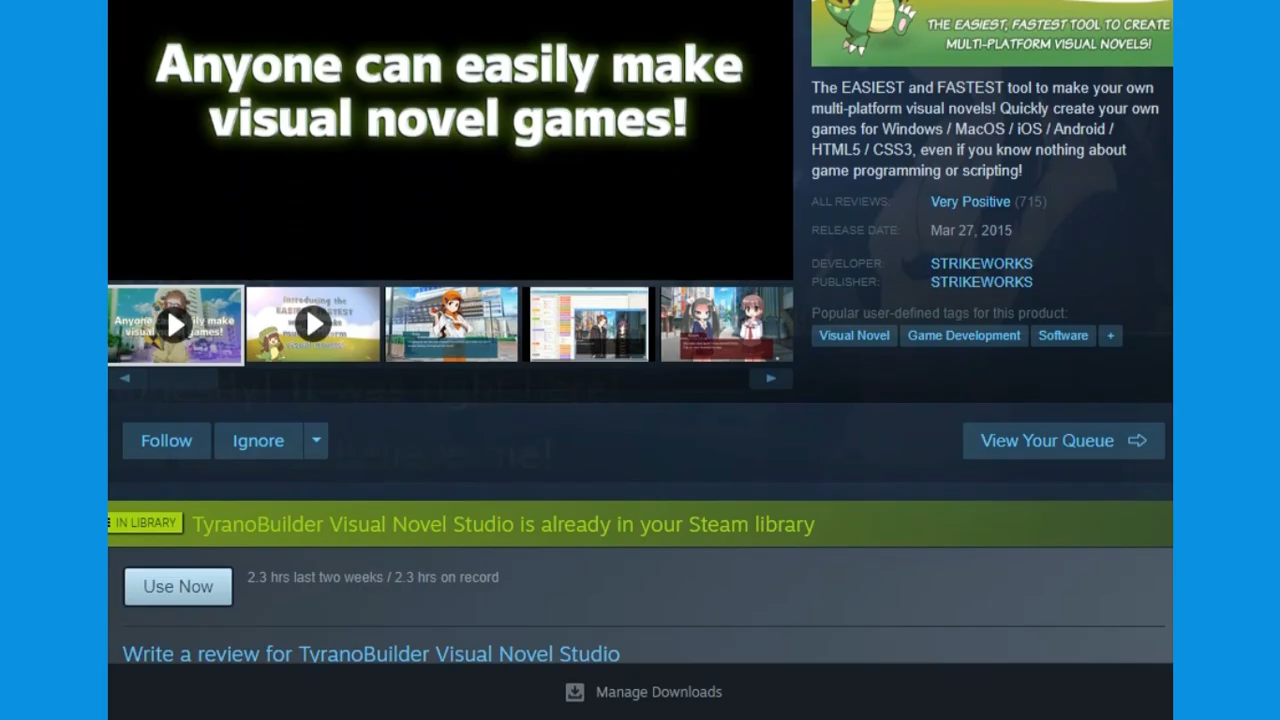 Anyone can easily make
visual novel games!
THE EASIEST, FASTEST TOOL TO CREATE
MULTI-PLATFORM VISUAL NOVELS!
The EASIEST and FASTEST tool to make your own
multi-platform visual novels! Quickly create your own
games for Windows / MacOS / iOS / Android /
HTML5 / CSS3, even if you know nothing about
game programming or scripting!
ALL REVIEWS: Very Positive (715)
RELEASE DATE: Mar 27, 2015
DEVELOPER: STRIKEWORKS
PUBLISHER: STRIKEWORKS
Popular user-defined tags for this product:
Visual Novel Game Development Software +
Introducing the
Follow Ignore View Your Queue
IN LIBRARY TyranoBuilder Visual Novel Studio is already in your Steam library
Use Now 2.3 hrs last two weeks / 2.3 hrs on record
Write a review for TyranoBuilder Visual Novel Studio
Manage Downloads